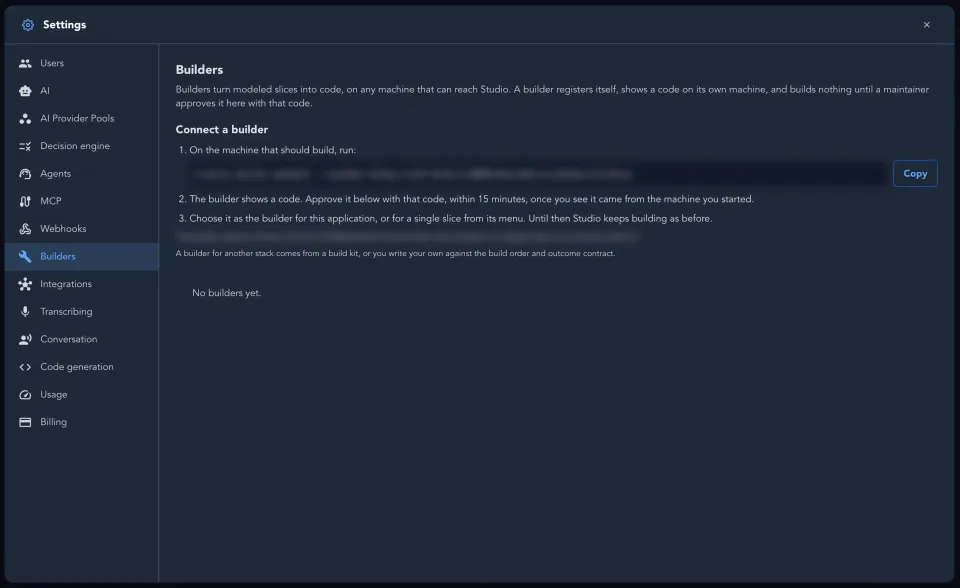 Settings
Users
AI
AI Provider Pools
Decision engine
Agents
MCP
Webhooks
Builders
Integrations
Transcribing
Conversation
Code generation
Usage
Billing
Builders
Builders turn modeled slices into code, on any machine that can reach Studio. A builder registers itself, shows a code on its own machine, and builds nothing until a maintainer
approves it here with that code.
Connect a builder
1. On the machine that should build, run:
Copy
2. The builder shows a code. Approve it below with that code, within 15 minutes, once you see it came from the machine you started.
3. Choose it as the builder for this application, or for a single slice from its menu. Until then Studio keeps building as before.
A builder for another stack comes from a build kit, or you write your own against the build order and outcome contract.
No builders yet.